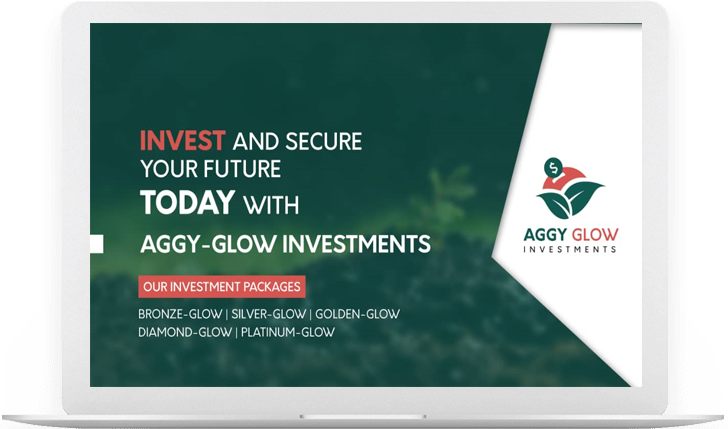 INVEST AND SECURE
YOUR FUTURE
TODAY WITH
AGGY-GLOW INVESTMENTS
OUR INVESTMENT PACKAGES
BRONZE-GLOW | SILVER-GLOW | GOLDEN-GLOW
DIAMOND-GLOW | PLATINUM-GLOW
$
AGGY GLOW
INVESTMENTS